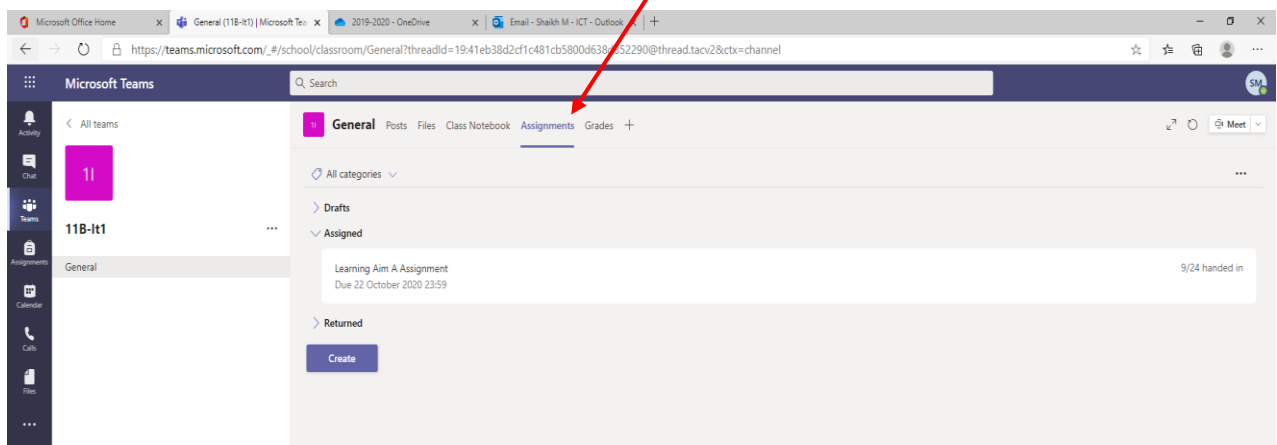 Microsoft Office Home
General (11B-It1) | Microsoft Tea
2019-2020 - OneDrive
Email - Shaikh M - ICT - Outlook
https://teams.microsoft.com/_#/school/classroom/General?threadId=19:41eb38d2cf1c481cb5800d638d
52290@thread.tacv2&ctx=channel
Microsoft Teams
Search
SM
Activity
Chat
Teams
Assignments
Calendar
Calls
Files
All teams
1I
11B-It1
General
1I General Posts Files Class Notebook Assignments Grades
Meet
All categories
Drafts
Assigned
Learning Aim A Assignment
9/24 handed in
Due 22 October 2020 23:59
Returned
Create